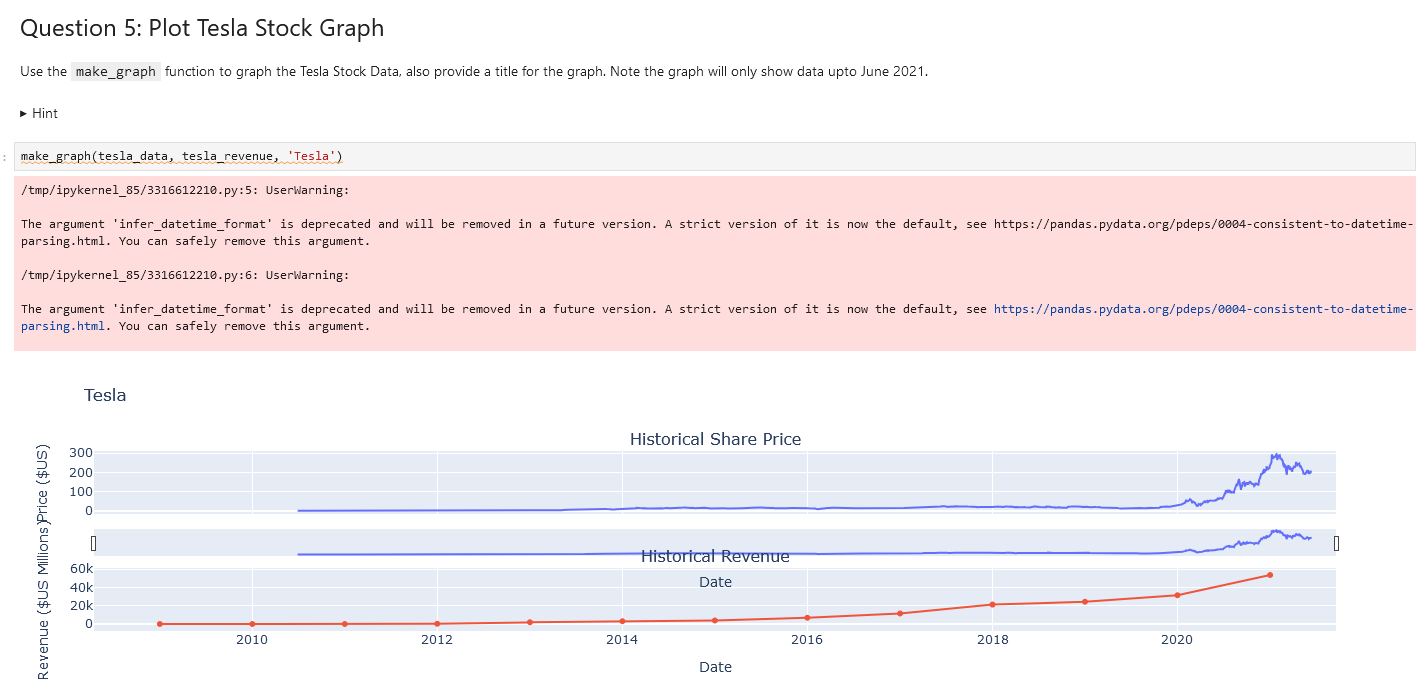 Question 5: Plot Tesla Stock Graph
Use the make_graph function to graph the Tesla Stock Data, also provide a title for the graph. Note the graph will only show data upto June 2021.
▸ Hint
:
make_graph(tesla_data, tesla_revenue, 'Tesla')
/tmp/ipykernel_85/3316612210.py:5: UserWarning:
The argument 'infer_datetime_format' is deprecated and will be removed in a future version. A strict version of it is now the default, see https://pandas.pydata.org/pdeps/0004-consistent-to-datetime-
parsing.html. You can safely remove this argument.
/tmp/ipykernel_85/3316612210.py:6: UserWarning:
The argument 'infer_datetime_format' is deprecated and will be removed in a future version. A strict version of it is now the default, see https://pandas.pydata.org/pdeps/0004-consistent-to-datetime-
parsing.html. You can safely remove this argument.
Tesla
Historical Share Price
Price ($US)
300
200
100
0
Historical Revenue
Date
Revenue ($US Millions)
60k
40k
20k
0
2010 2012 2014 2016 2018 2020
Date